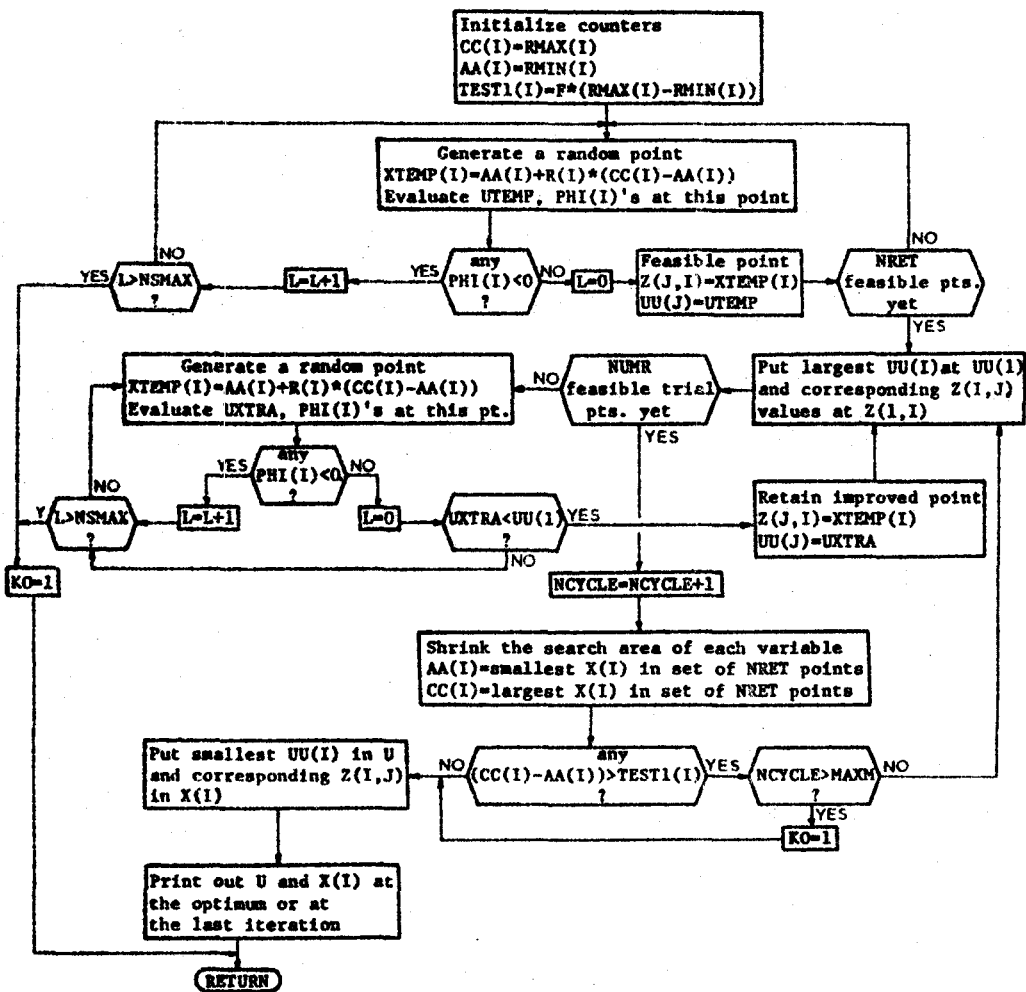 Initialize counters
CC(I)=RMAX(I)
AA(I)=RMIN(I)
TEST1(I)=F*(RMAX(I)-RMIN(I))
Generate a random point
XTEMP(I)=AA(I)+R(I)*(CC(I)-AA(I))
Evaluate UTEMP, PHI(I)'s at this point
NO
YES
L>NSMAX
?
L=L+1
YES
any
PHI(I)<0
?
NO
L=0
Feasible point
Z(J,I)=XTEMP(I)
UU(J)=UTEMP
NO
NRET
feasible pts.
yet
YES
Generate a random point
XTEMP(I)=AA(I)+R(I)*(CC(I)-AA(I))
Evaluate UXTRA, PHI(I)'s at this pt.
NO
NUMR
feasible trial
pts. yet
YES
Put largest UU(I)at UU(1)
and corresponding Z(I,J)
values at Z(1,I)
NO
Y
L>NSMAX
?
L=L+1
YES
any
PHI(I)<0
?
NO
L=0
UXTRA<UU(1)
?
YES
NO
Retain improved point
Z(J,I)=XTEMP(I)
UU(J)=UXTRA
KO=1
NCYCLE=NCYCLE+1
Shrink the search area of each variable
AA(I)=smallest X(I) in set of NRET points
CC(I)=largest X(I) in set of NRET points
Put smallest UU(I) in U
and corresponding Z(I,J)
in X(I)
NO
any
(CC(I)-AA(I))>TEST1(I)
?
YES
NCYCLE>MAXM
?
NO
YES
KO=1
Print out U and X(I) at
the optimum or at
the last iteration
RETURN